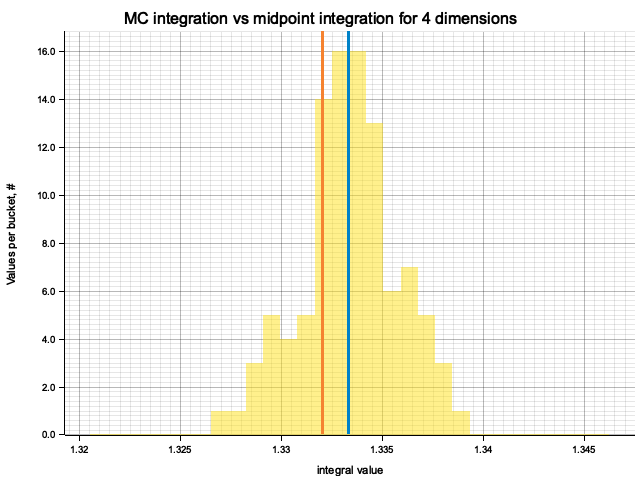 MC integration vs midpoint integration for 4 dimensions
16.0
14.0
12.0
10.0
8.0
6.0
4.0
2.0
0.0
Values per bucket, #
1.32 1.325 1.33 1.335 1.34 1.345
integral value